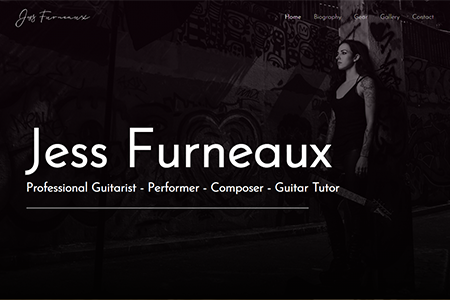 Jess Furneaux
Home Biography Gear Gallery Contact
Jess Furneaux
Professional Guitarist - Performer - Composer - Guitar Tutor